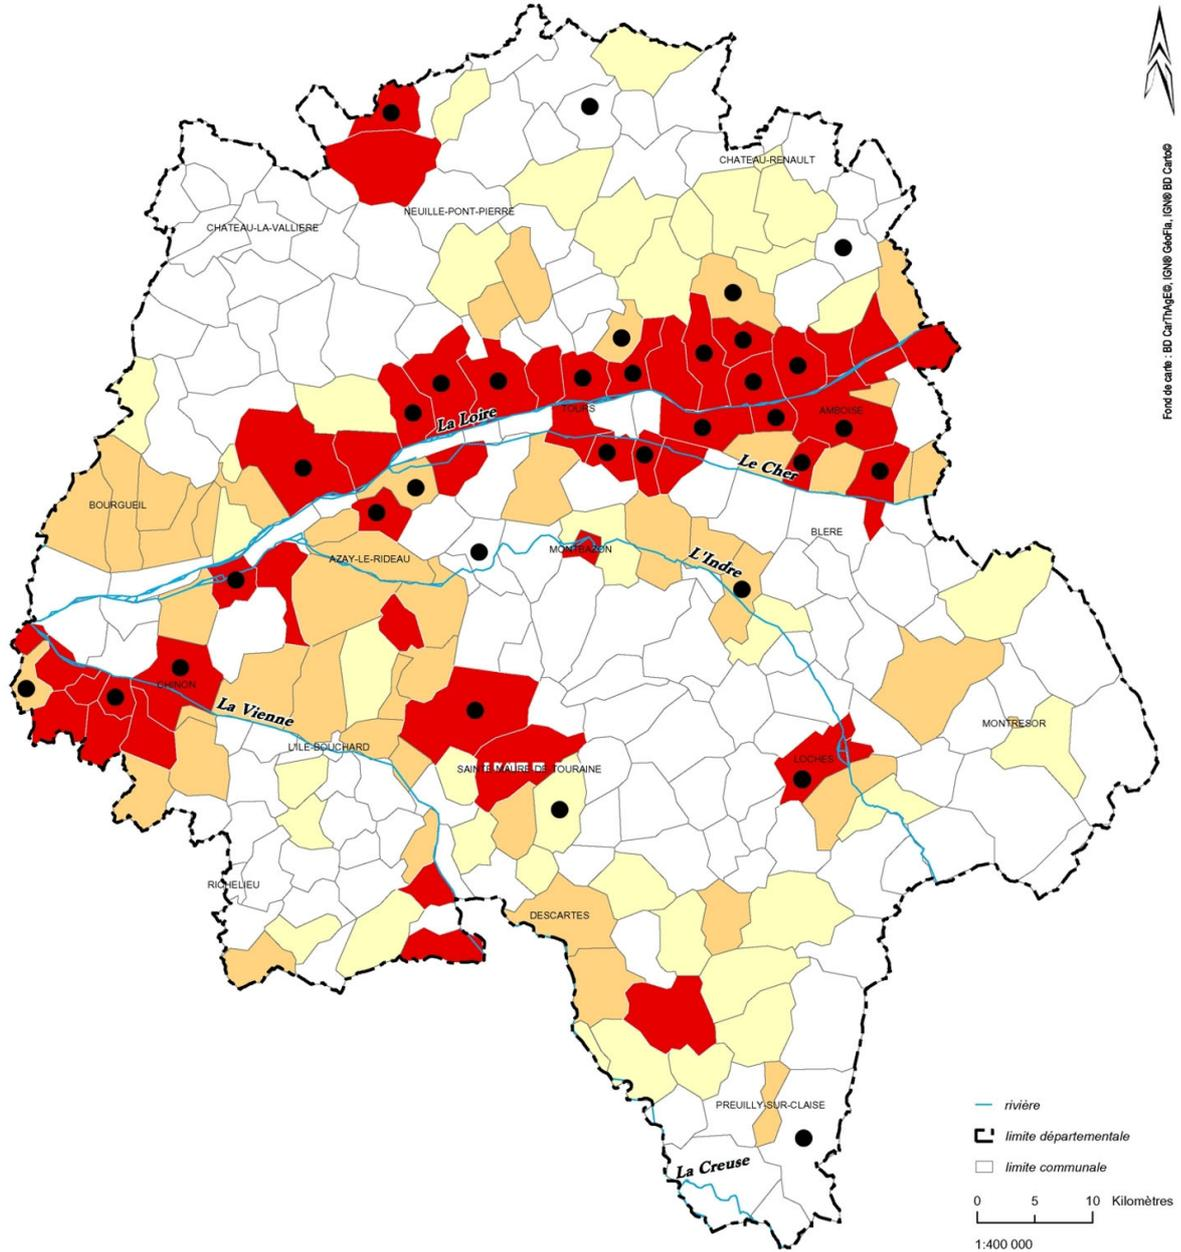 Fond de carte : BD CarThAgE©, IGN® GéoFla, IGN® BD Carto©
CHATEAU-RENAULT
NEUILLE-PONT-PIERRE
CHATEAU-LA-VALLIERE
La Loire
TOURS
AMBOISE
Le Cher
BOURGUEIL
BLERE
MONTBAZON
AZAY-LE-RIDEAU
L'Indre
CHINON
La Vienne
MONTRESOR
L'ILE-BOUCHARD
LOCHES
SAINTE-MAURE-DE-TOURAINE
RICHELIEU
DESCARTES
PREUILLY-SUR-CLAISE
La Creuse
rivière
limite départementale
limite communale
0 5 10 Kilomètres
1:400 000